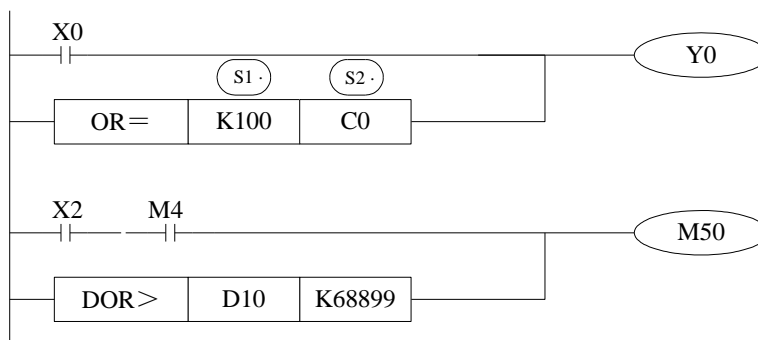 X0
Y0
S1· S2·
OR＝ K100 C0
X2 M4
M50
DOR＞ D10 K68899